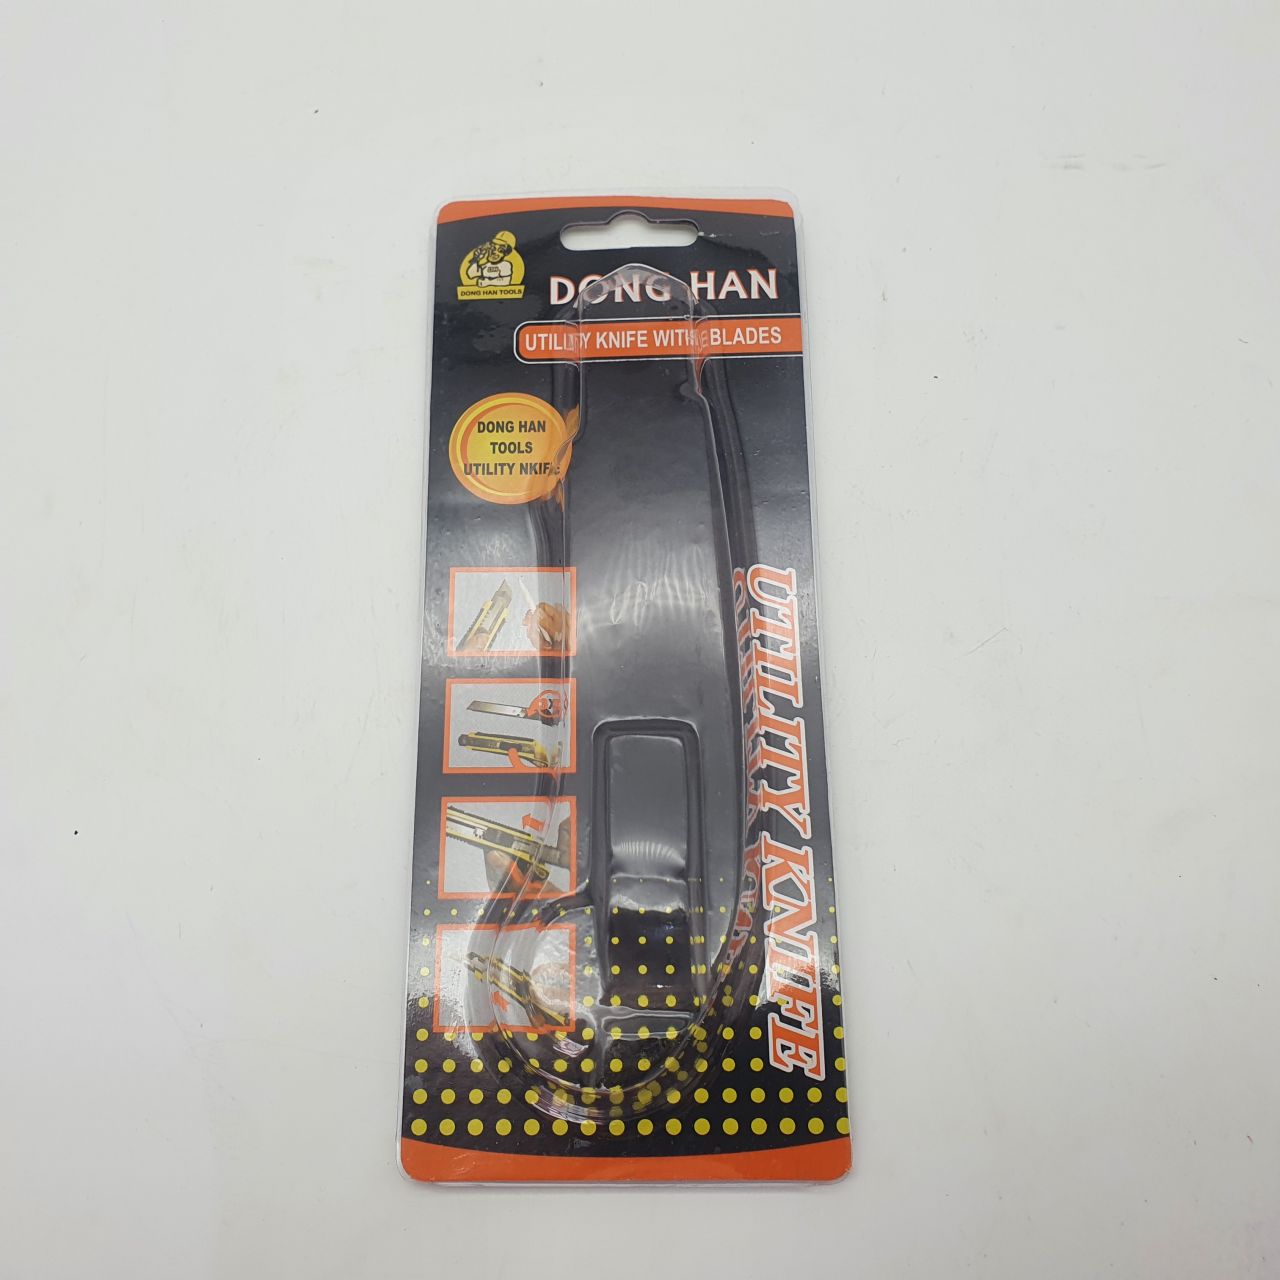 DONG HAN TOOLS
DONG HAN
UTILITY KNIFE WITH BLADES
DONG HAN
TOOLS
UTILITY NKIFE
UTILITY KNIFE